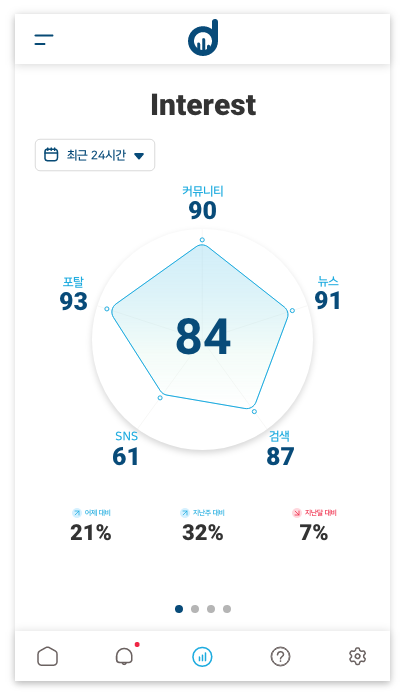 Interest
최근 24시간
커뮤니티
90
포탈
93
뉴스
91
84
SNS
61
검색
87
어제 대비
21%
지난주 대비
32%
지난달 대비
7%